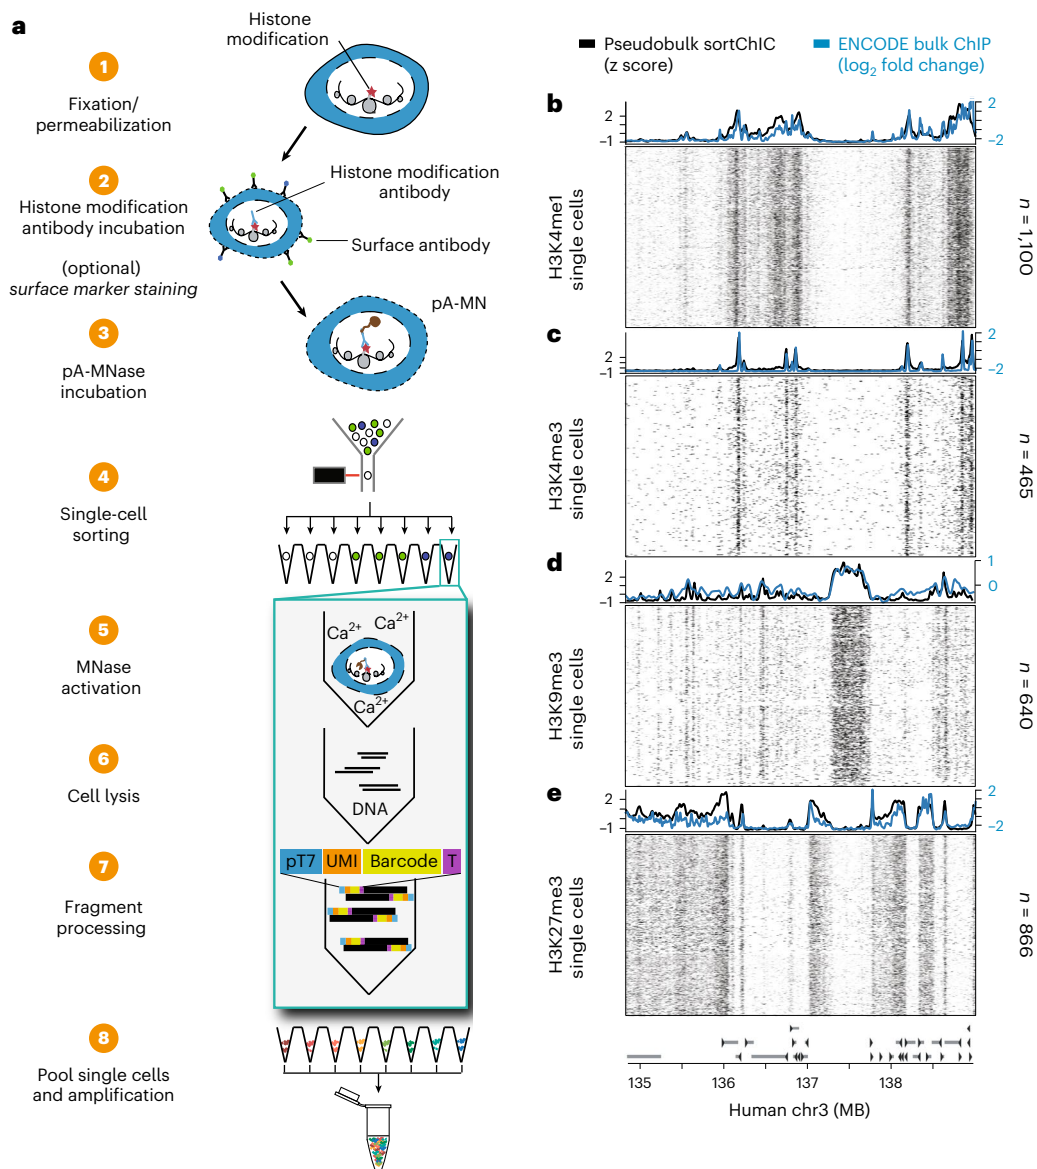 a
Histone
modification
1
Fixation/
permeabilization
2
Histone modification
antibody incubation
(optional)
surface marker staining
Histone modification
antibody
Surface antibody
3
pA-MNase
incubation
pA-MN
4
Single-cell
sorting
5
MNase
activation
Ca2+
Ca2+
Ca2+
6
Cell lysis
DNA
7
Fragment
processing
pT7 UMI Barcode T
8
Pool single cells
and amplification
Pseudobulk sortChIC
(z score)
ENCODE bulk ChIP
(log2 fold change)
b
2
−1
2
−2
H3K4me1
single cells
n = 1,100
c
2
−1
2
−2
H3K4me3
single cells
n = 465
d
2
−1
1
0
H3K9me3
single cells
n = 640
e
2
−1
2
−2
H3K27me3
single cells
n = 866
135 136 137 138
Human chr3 (MB)